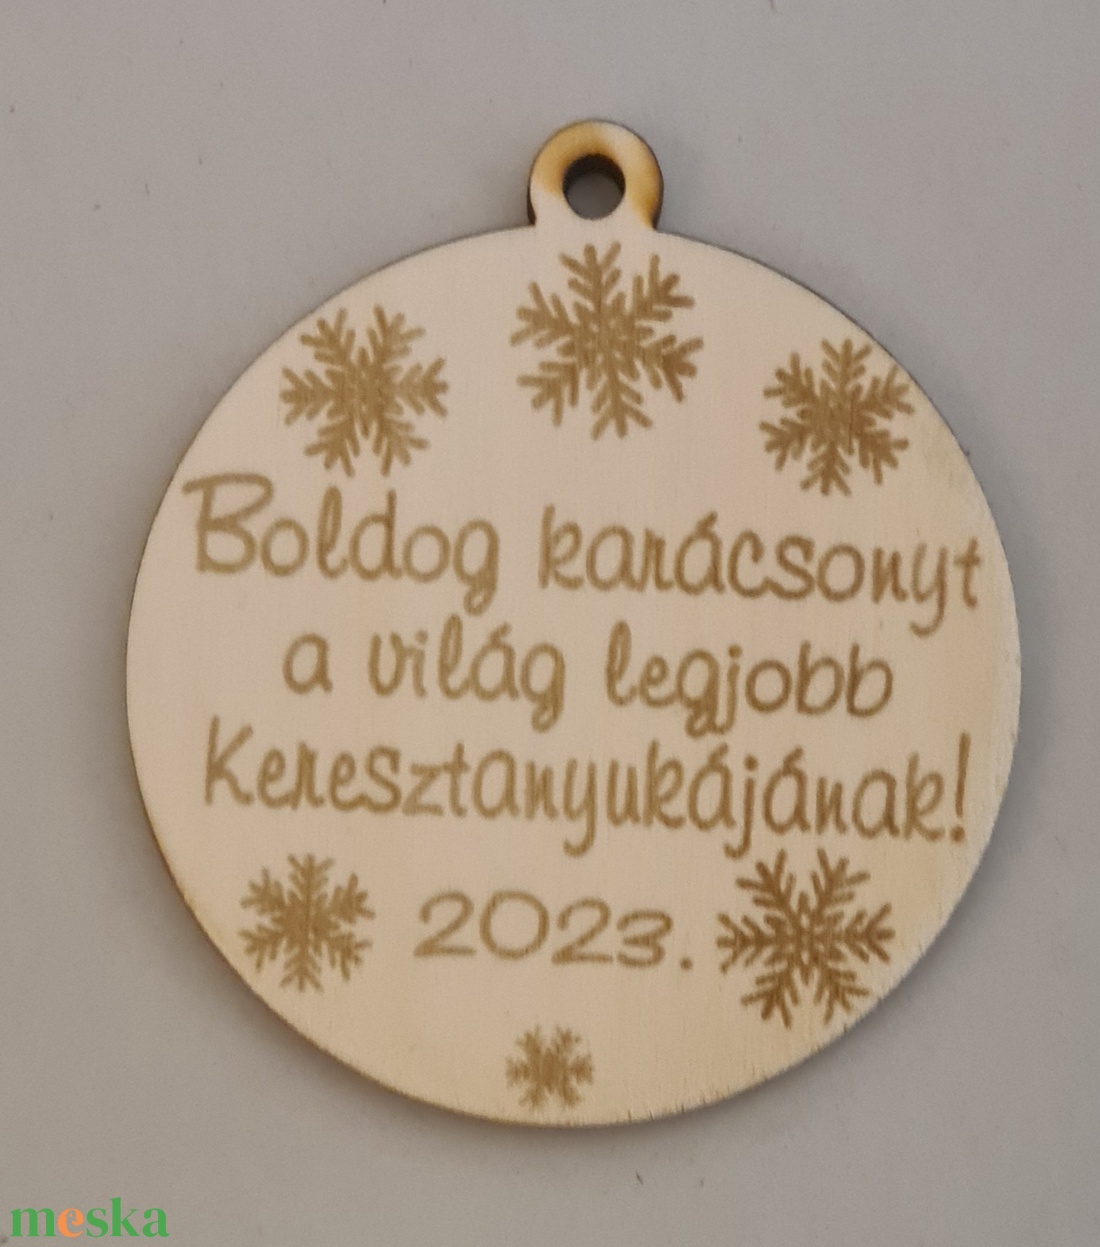 Boldog karácsonyt
a világ legjobb
Keresztanyukájának!
2023.
meska